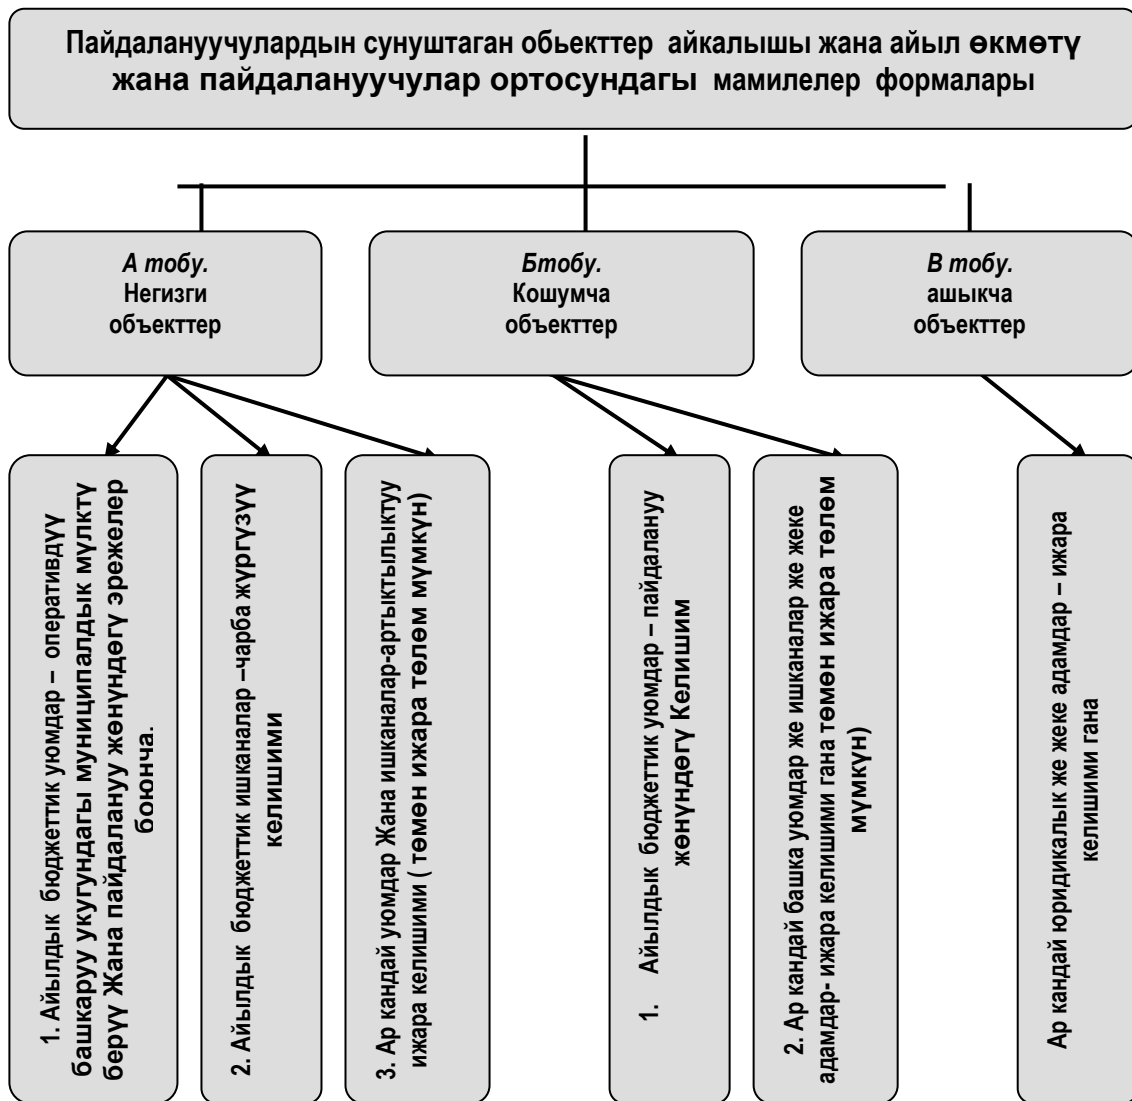 Пайдалануучулардын сунуштаган обьекттер айкалышы жана айыл өкмөтү
жана пайдалануучулар ортосундагы мамилелер формалары
А тобу.
Негизги
объекттер
Бтобу.
Кошумча
объекттер
В тобу.
ашыкча
объекттер
1. Айылдык бюджеттик уюмдар – оперативдүү
башкаруу укугундагы муниципалдык мүлктү
берүү Жана пайдалануу жөнүндөгү эрежелер
боюнча.
2. Айылдык бюджеттик ишканалар –чарба жүргүзүү
келишими
3. Ар кандай уюмдар Жана ишканалар-артыктылыктуу
ижара келишими ( төмөн ижара төлөм мүмкүн)
1. Айылдык бюджеттик уюмдар – пайдалануу
жөнүндөгү Келишим
2. Ар кандай башка уюмдар же ишканалар же жеке
адамдар- ижара келишими гана төмөн ижара төлөм
мүмкүн)
Ар кандай юридикалык же жеке адамдар – ижара
келишими гана